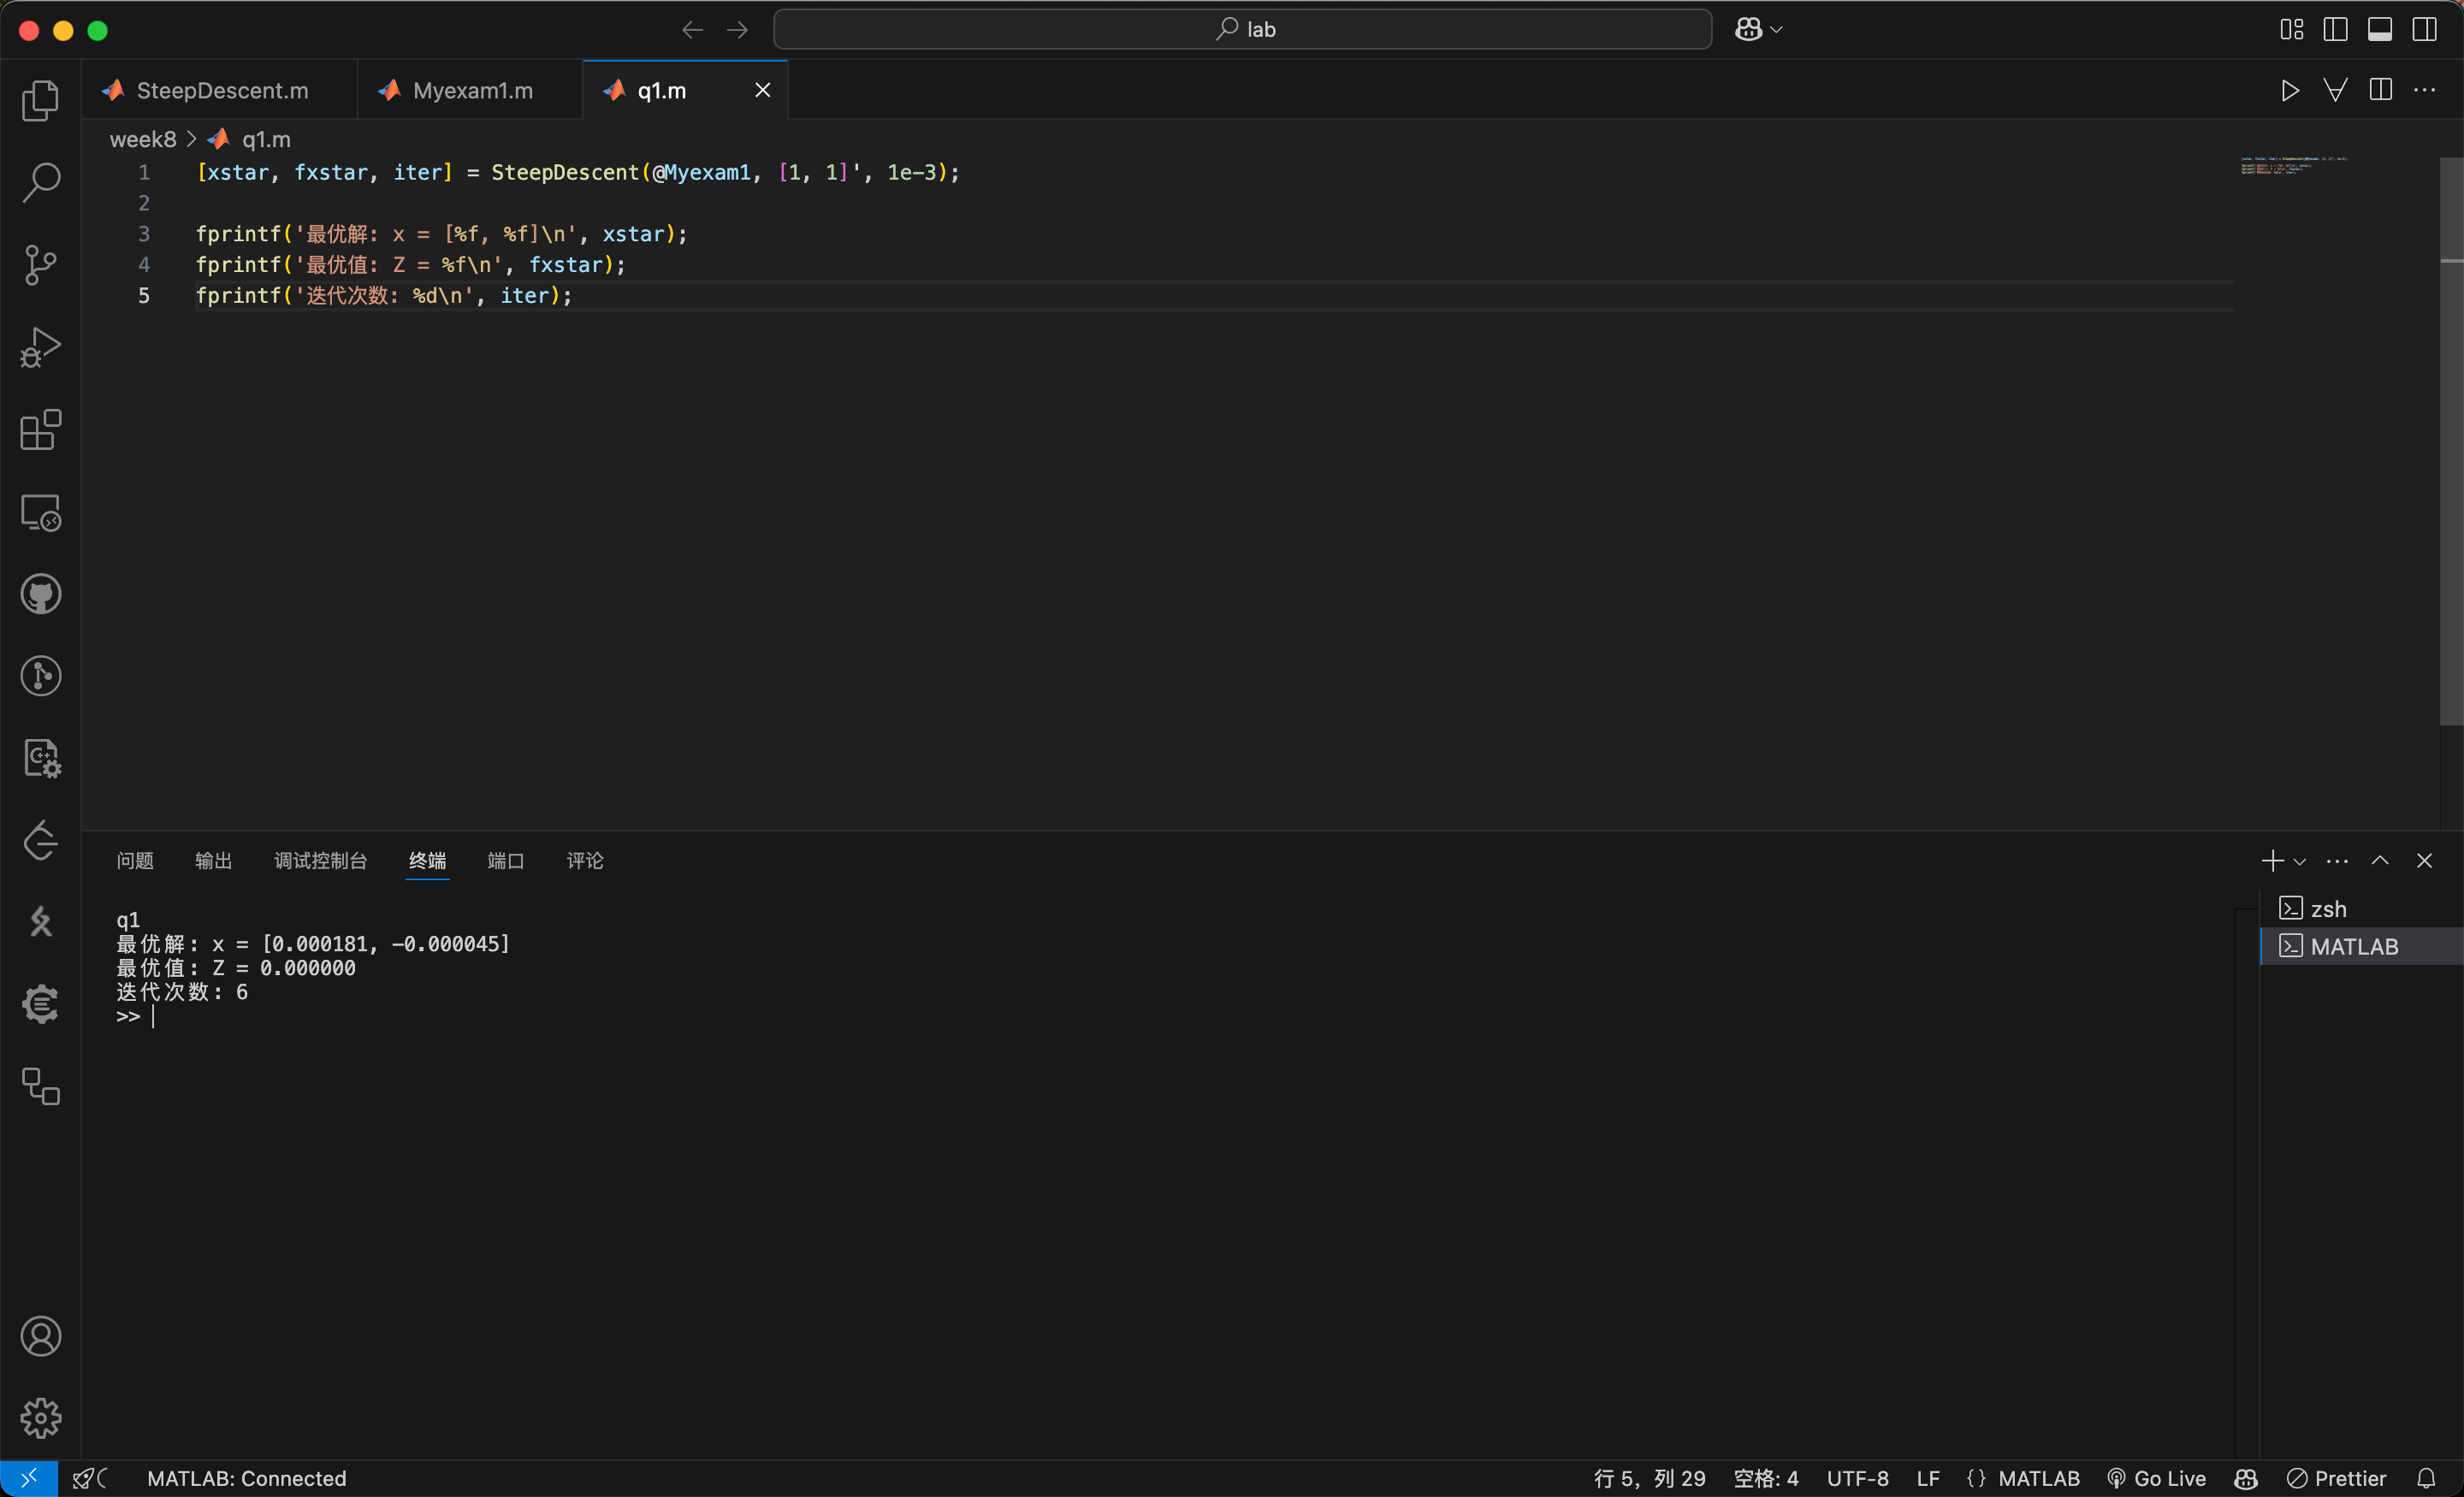 lab
SteepDescent.m
Myexam1.m
q1.m
week8 > q1.m
1 [xstar, fxstar, iter] = SteepDescent(@Myexam1, [1, 1]', 1e-3);
2
3 fprintf('最优解: x = [%f, %f]\n', xstar);
4 fprintf('最优值: Z = %f\n', fxstar);
5 fprintf('迭代次数: %d\n', iter);
问题 输出 调试控制台 终端 端口 评论
q1
最优解: x = [0.000181, -0.000045]
最优值: Z = 0.000000
迭代次数: 6
>>
zsh
MATLAB
MATLAB: Connected
行 5，列 29 空格: 4 UTF-8 LF {} MATLAB Go Live Prettier